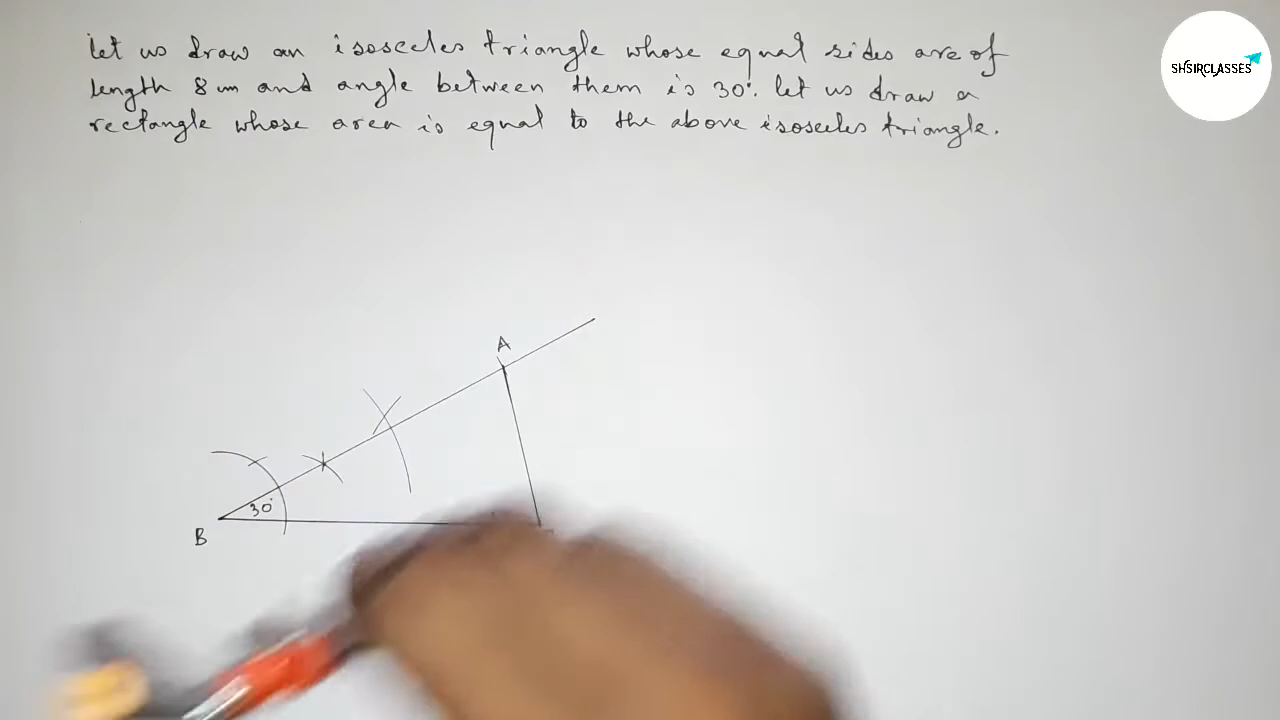 let us draw an isosceles triangle whose equal sides are of
length 8 cm and angle between them is 30°. let us draw a
rectangle whose area is equal to the above isosceles triangle.
SHSIRCLASSES
A
30°
B